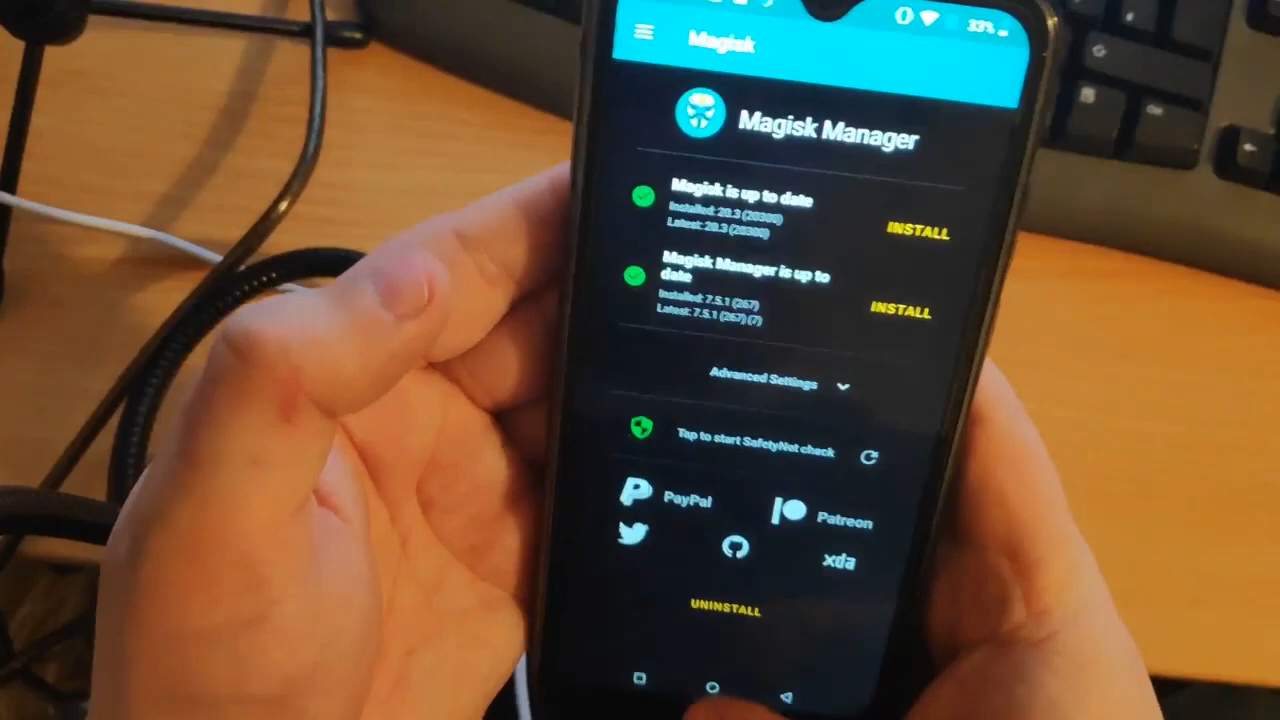 33%
Magisk
Magisk Manager
Magisk is up to date
Installed: 20.3 (20300)
Latest: 20.3 (20300)
INSTALL
Magisk Manager is up to
date
Installed: 7.5.1 (267)
Latest: 7.5.1 (267) (7)
INSTALL
Advanced Settings
Tap to start SafetyNet check
PayPal
Patreon
xda
UNINSTALL